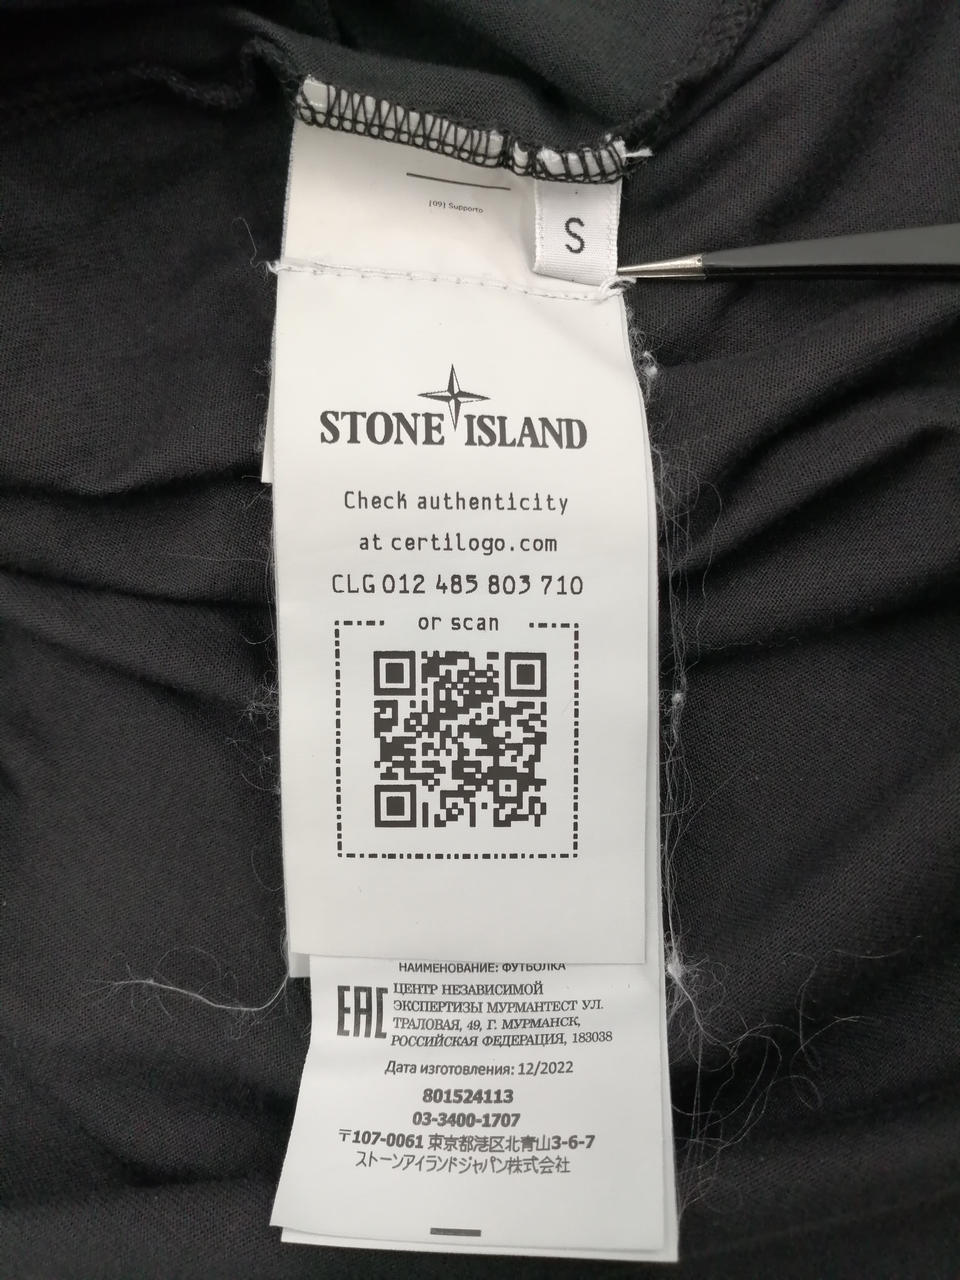 [09] Supporto
S
STONE ISLAND
Check authenticity
at certilogo.com
CLG 012 485 803 710
or scan
НАИМЕНОВАНИЕ: ФУТБОЛКА
EAC
ЦЕНТР НЕЗАВИСИМОЙ
ЭКСПЕРТИЗЫ МУРМАНТЕСТ УЛ.
ТРАЛОВАЯ, 49, Г. МУРМАНСК,
РОССИЙСКАЯ ФЕДЕРАЦИЯ, 183038
Дата изготовления: 12/2022
801524113
03-3400-1707
〒107-0061 東京都港区北青山3-6-7
ストーンアイランドジャパン株式会社